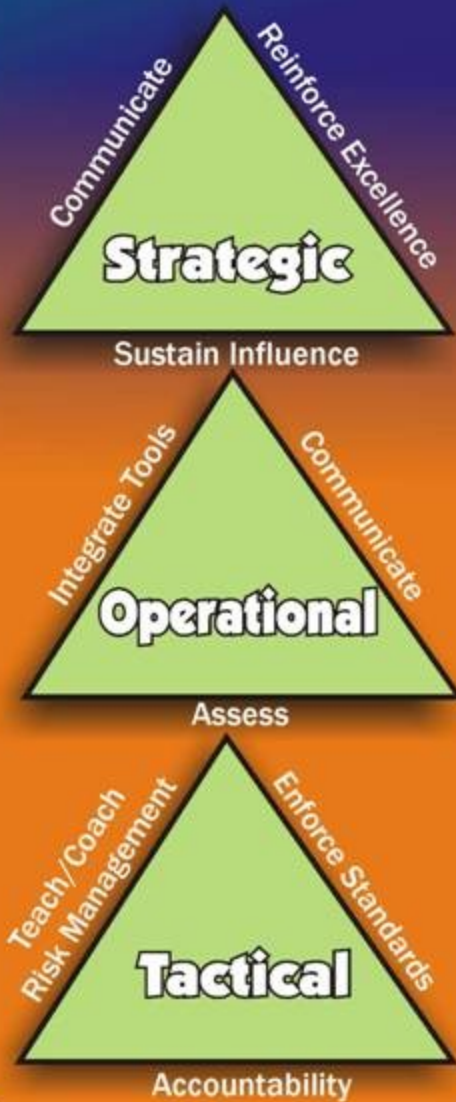 Communicate
Reinforce Excellence
Strategic
Sustain Influence
Integrate Tools
Communicate
Operational
Assess
Teach/Coach
Risk Management
Enforce Standards
Tactical
Accountability